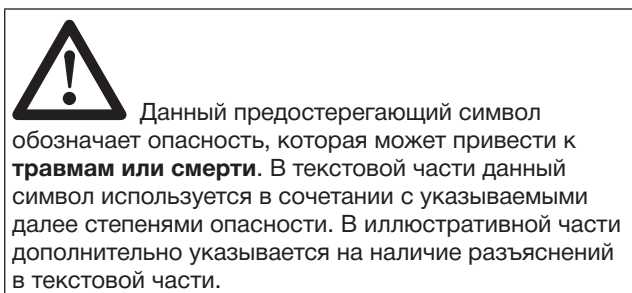 Данный предостерегающий символ
обозначает опасность, которая может привести к
травмам или смерти. В текстовой части данный
символ используется в сочетании с указываемыми
далее степенями опасности. В иллюстративной части
дополнительно указывается на наличие разъяснений
в текстовой части.